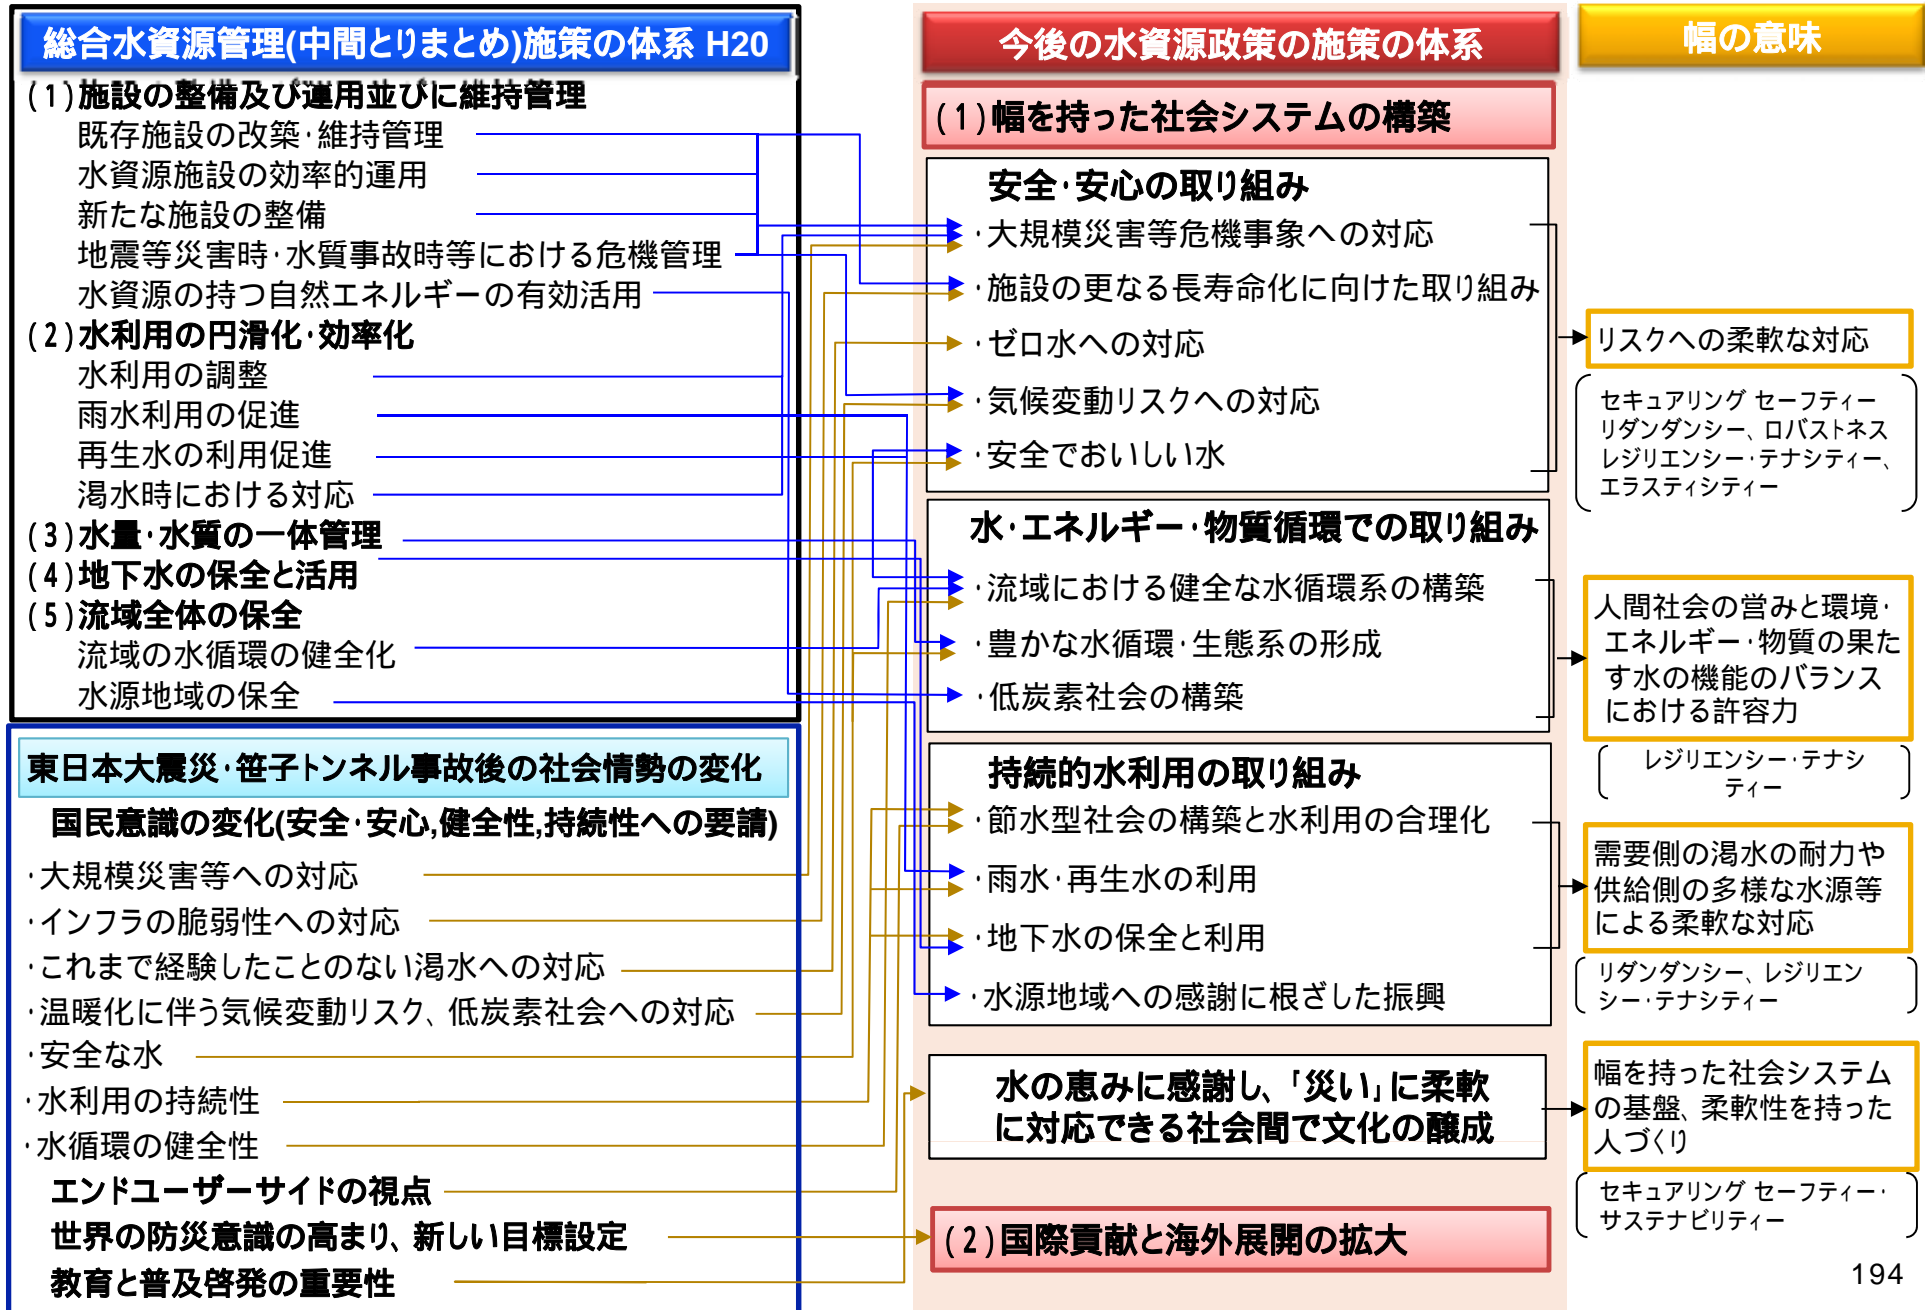 総合水資源管理(中間とりまとめ)施策の体系 H20
(1)施設の整備及び運用並びに維持管理
既存施設の改築・維持管理
水資源施設の効率的運用
新たな施設の整備
地震等災害時・水質事故時等における危機管理
水資源の持つ自然エネルギーの有効活用
(2)水利用の円滑化・効率化
水利用の調整
雨水利用の促進
再生水の利用促進
渇水時における対応
(3)水量・水質の一体管理
(4)地下水の保全と活用
(5)流域全体の保全
流域の水循環の健全化
水源地域の保全
東日本大震災・笹子トンネル事故後の社会情勢の変化
国民意識の変化(安全・安心,健全性,持続性への要請)
・大規模災害等への対応
・インフラの脆弱性への対応
・これまで経験したことのない渇水への対応
・温暖化に伴う気候変動リスク、低炭素社会への対応
・安全な水
・水利用の持続性
・水循環の健全性
エンドユーザーサイドの視点
世界の防災意識の高まり、新しい目標設定
教育と普及啓発の重要性
今後の水資源政策の施策の体系
(1)幅を持った社会システムの構築
安全・安心の取り組み
・大規模災害等危機事象への対応
・施設の更なる長寿命化に向けた取り組み
・ゼロ水への対応
・気候変動リスクへの対応
・安全でおいしい水
水・エネルギー・物質循環での取り組み
・流域における健全な水循環系の構築
・豊かな水循環・生態系の形成
・低炭素社会の構築
持続的水利用の取り組み
・節水型社会の構築と水利用の合理化
・雨水・再生水の利用
・地下水の保全と利用
・水源地域への感謝に根ざした振興
水の恵みに感謝し、「災い」に柔軟
に対応できる社会間で文化の醸成
(2)国際貢献と海外展開の拡大
幅の意味
リスクへの柔軟な対応
セキュアリング セーフティー
リダンダンシー、ロバストネス
レジリエンシー・テナシティー、
エラスティシティー
人間社会の営みと環境・
エネルギー・物質の果た
す水の機能のバランス
における許容力
レジリエンシー・テナシ
ティー
需要側の渇水の耐力や
供給側の多様な水源等
による柔軟な対応
リダンダンシー、レジリエン
シー・テナシティー
幅を持った社会システム
の基盤、柔軟性を持った
人づくり
セキュアリング セーフティー・
サステナビリティー
194